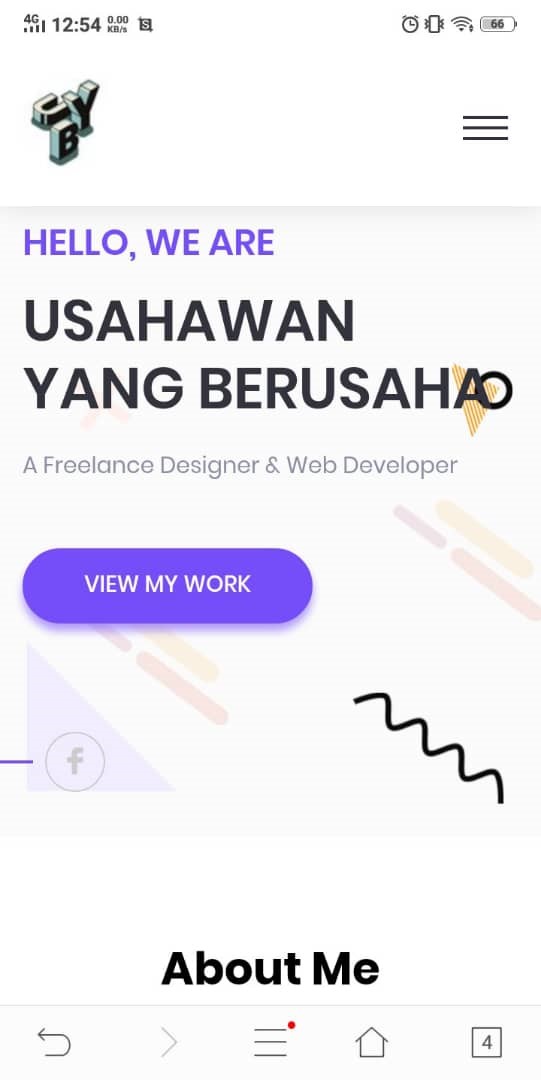 4G 12:54 0.00 KB/s 66
UYB
HELLO, WE ARE
USAHAWAN
YANG BERUSAHA
A Freelance Designer & Web Developer
VIEW MY WORK
f
About Me
4